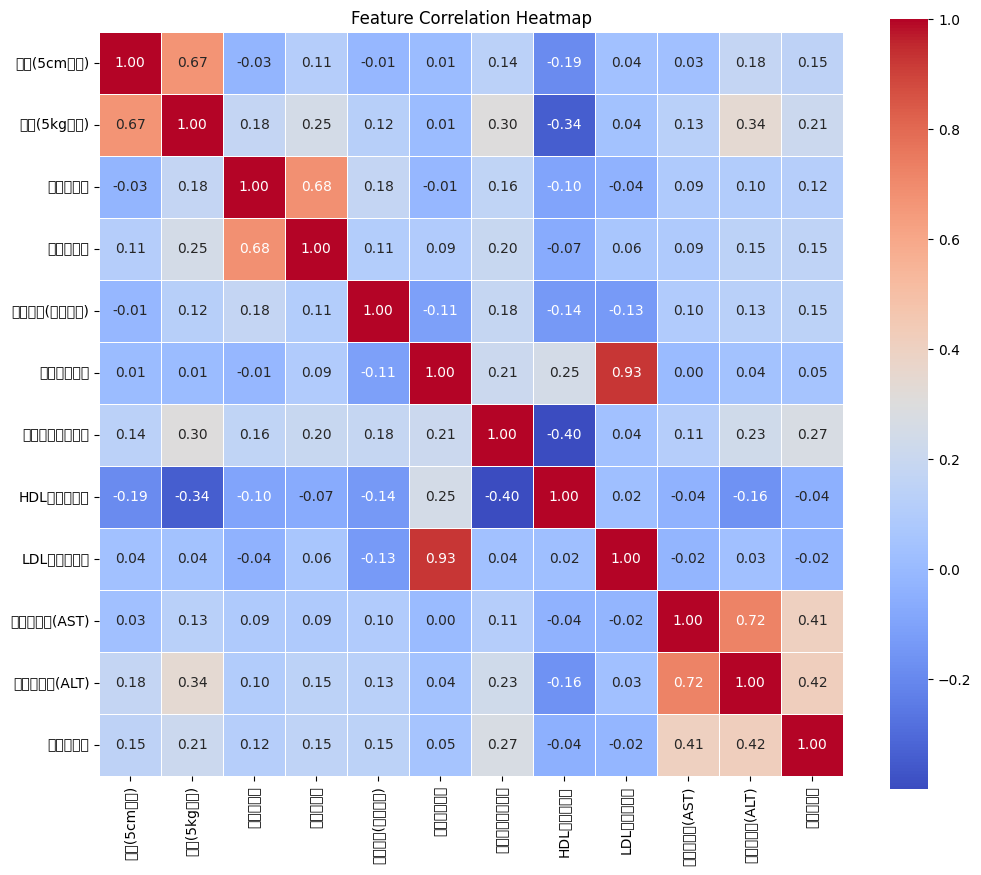 Feature Correlation Heatmap
(5cm) 1.00 0.67 -0.03 0.11 -0.01 0.01 0.14 -0.19 0.04 0.03 0.18 0.15
(5kg) 0.67 1.00 0.18 0.25 0.12 0.01 0.30 -0.34 0.04 0.13 0.34 0.21
-0.03 0.18 1.00 0.68 0.18 -0.01 0.16 -0.10 -0.04 0.09 0.10 0.12
0.11 0.25 0.68 1.00 0.11 0.09 0.20 -0.07 0.06 0.09 0.15 0.15
-0.01 0.12 0.18 0.11 1.00 -0.11 0.18 -0.14 -0.13 0.10 0.13 0.15
0.01 0.01 -0.01 0.09 -0.11 1.00 0.21 0.25 0.93 0.00 0.04 0.05
0.14 0.30 0.16 0.20 0.18 0.21 1.00 -0.40 0.04 0.11 0.23 0.27
HDL -0.19 -0.34 -0.10 -0.07 -0.14 0.25 -0.40 1.00 0.02 -0.04 -0.16 -0.04
LDL 0.04 0.04 -0.04 0.06 -0.13 0.93 0.04 0.02 1.00 -0.02 0.03 -0.02
(AST) 0.03 0.13 0.09 0.09 0.10 0.00 0.11 -0.04 -0.02 1.00 0.72 0.41
(ALT) 0.18 0.34 0.10 0.15 0.13 0.04 0.23 -0.16 0.03 0.72 1.00 0.42
0.15 0.21 0.12 0.15 0.15 0.05 0.27 -0.04 -0.02 0.41 0.42 1.00
(5cm)
(5kg)
HDL
LDL
(AST)
(ALT)
1.0
0.8
0.6
0.4
0.2
0.0
−0.2